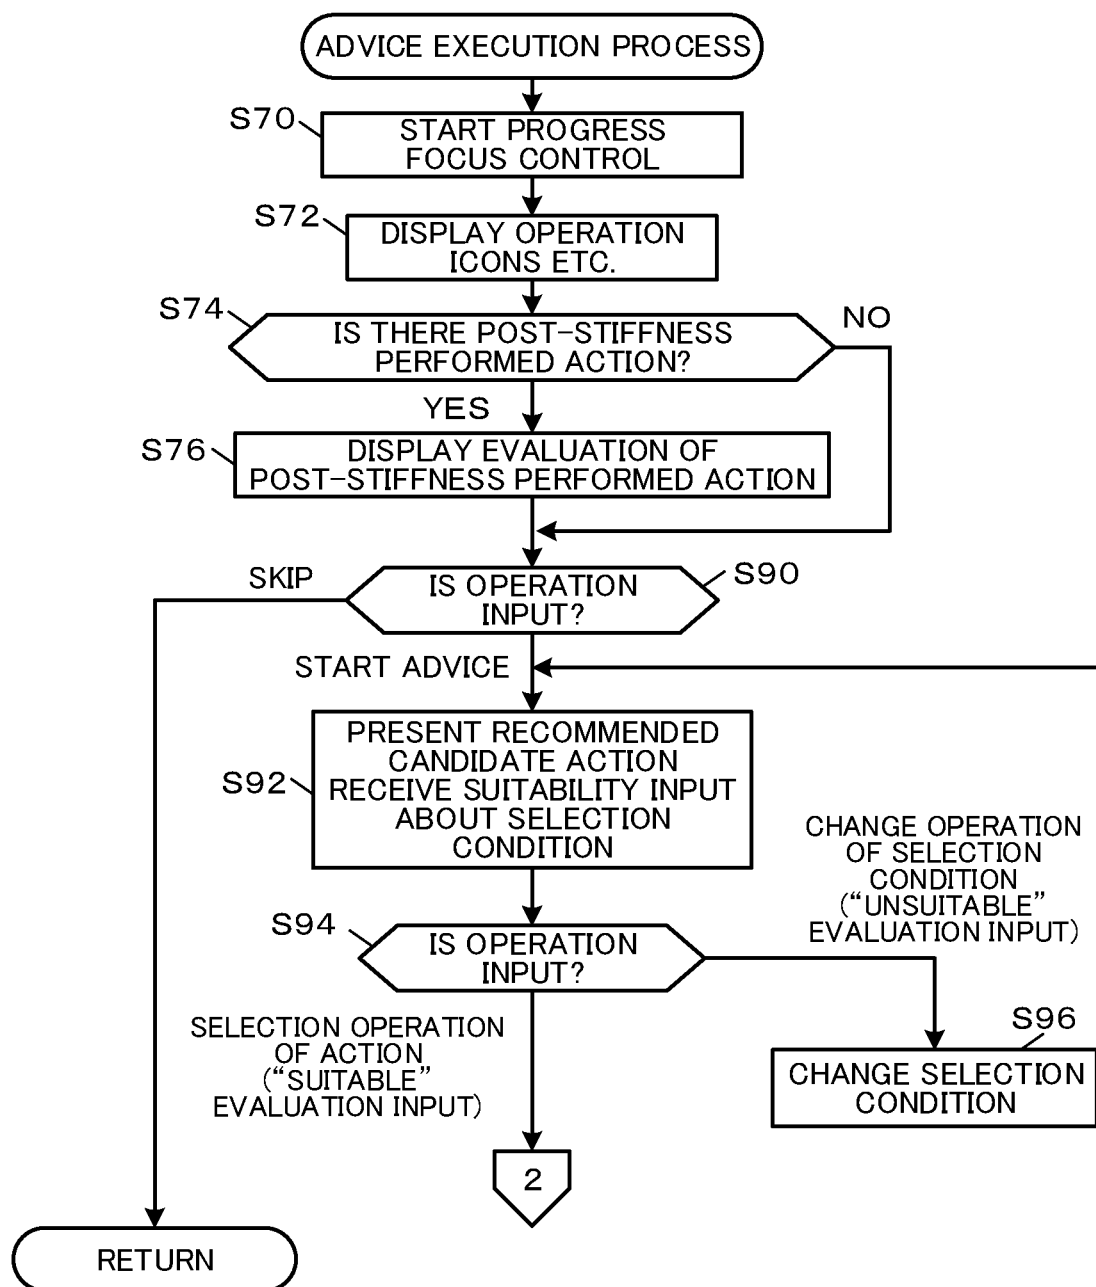 ADVICE EXECUTION PROCESS
S70
START PROGRESS
FOCUS CONTROL
S72
DISPLAY OPERATION
ICONS ETC.
S74
IS THERE POST-STIFFNESS
PERFORMED ACTION?
NO
YES
S76
DISPLAY EVALUATION OF
POST-STIFFNESS PERFORMED ACTION
SKIP
IS OPERATION
INPUT?
S90
START ADVICE
S92
PRESENT RECOMMENDED
CANDIDATE ACTION
RECEIVE SUITABILITY INPUT
ABOUT SELECTION
CONDITION
CHANGE OPERATION
OF SELECTION
CONDITION
("UNSUITABLE"
EVALUATION INPUT)
S94
IS OPERATION
INPUT?
SELECTION OPERATION
OF ACTION
("SUITABLE"
EVALUATION INPUT)
S96
CHANGE SELECTION
CONDITION
2
RETURN